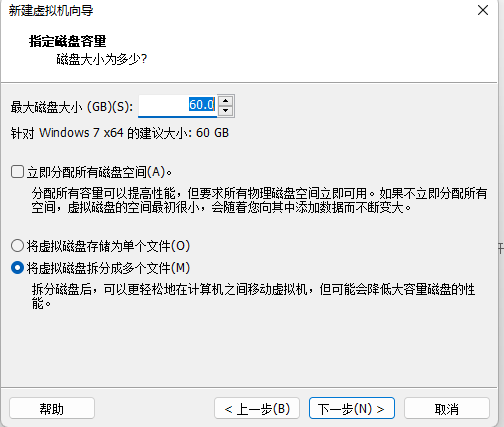 新建虚拟机向导
指定磁盘容量
磁盘大小为多少?
最大磁盘大小 (GB)(S): 60.0
针对 Windows 7 x64 的建议大小: 60 GB
立即分配所有磁盘空间(A)。
分配所有容量可以提高性能，但要求所有物理磁盘空间立即可用。如果不立即分配所有
空间，虚拟磁盘的空间最初很小，会随着您向其中添加数据而不断变大。
将虚拟磁盘存储为单个文件(O)
将虚拟磁盘拆分成多个文件(M)
拆分磁盘后，可以更轻松地在计算机之间移动虚拟机，但可能会降低大容量磁盘的性
能。
帮助 < 上一步(B) 下一步(N) > 取消